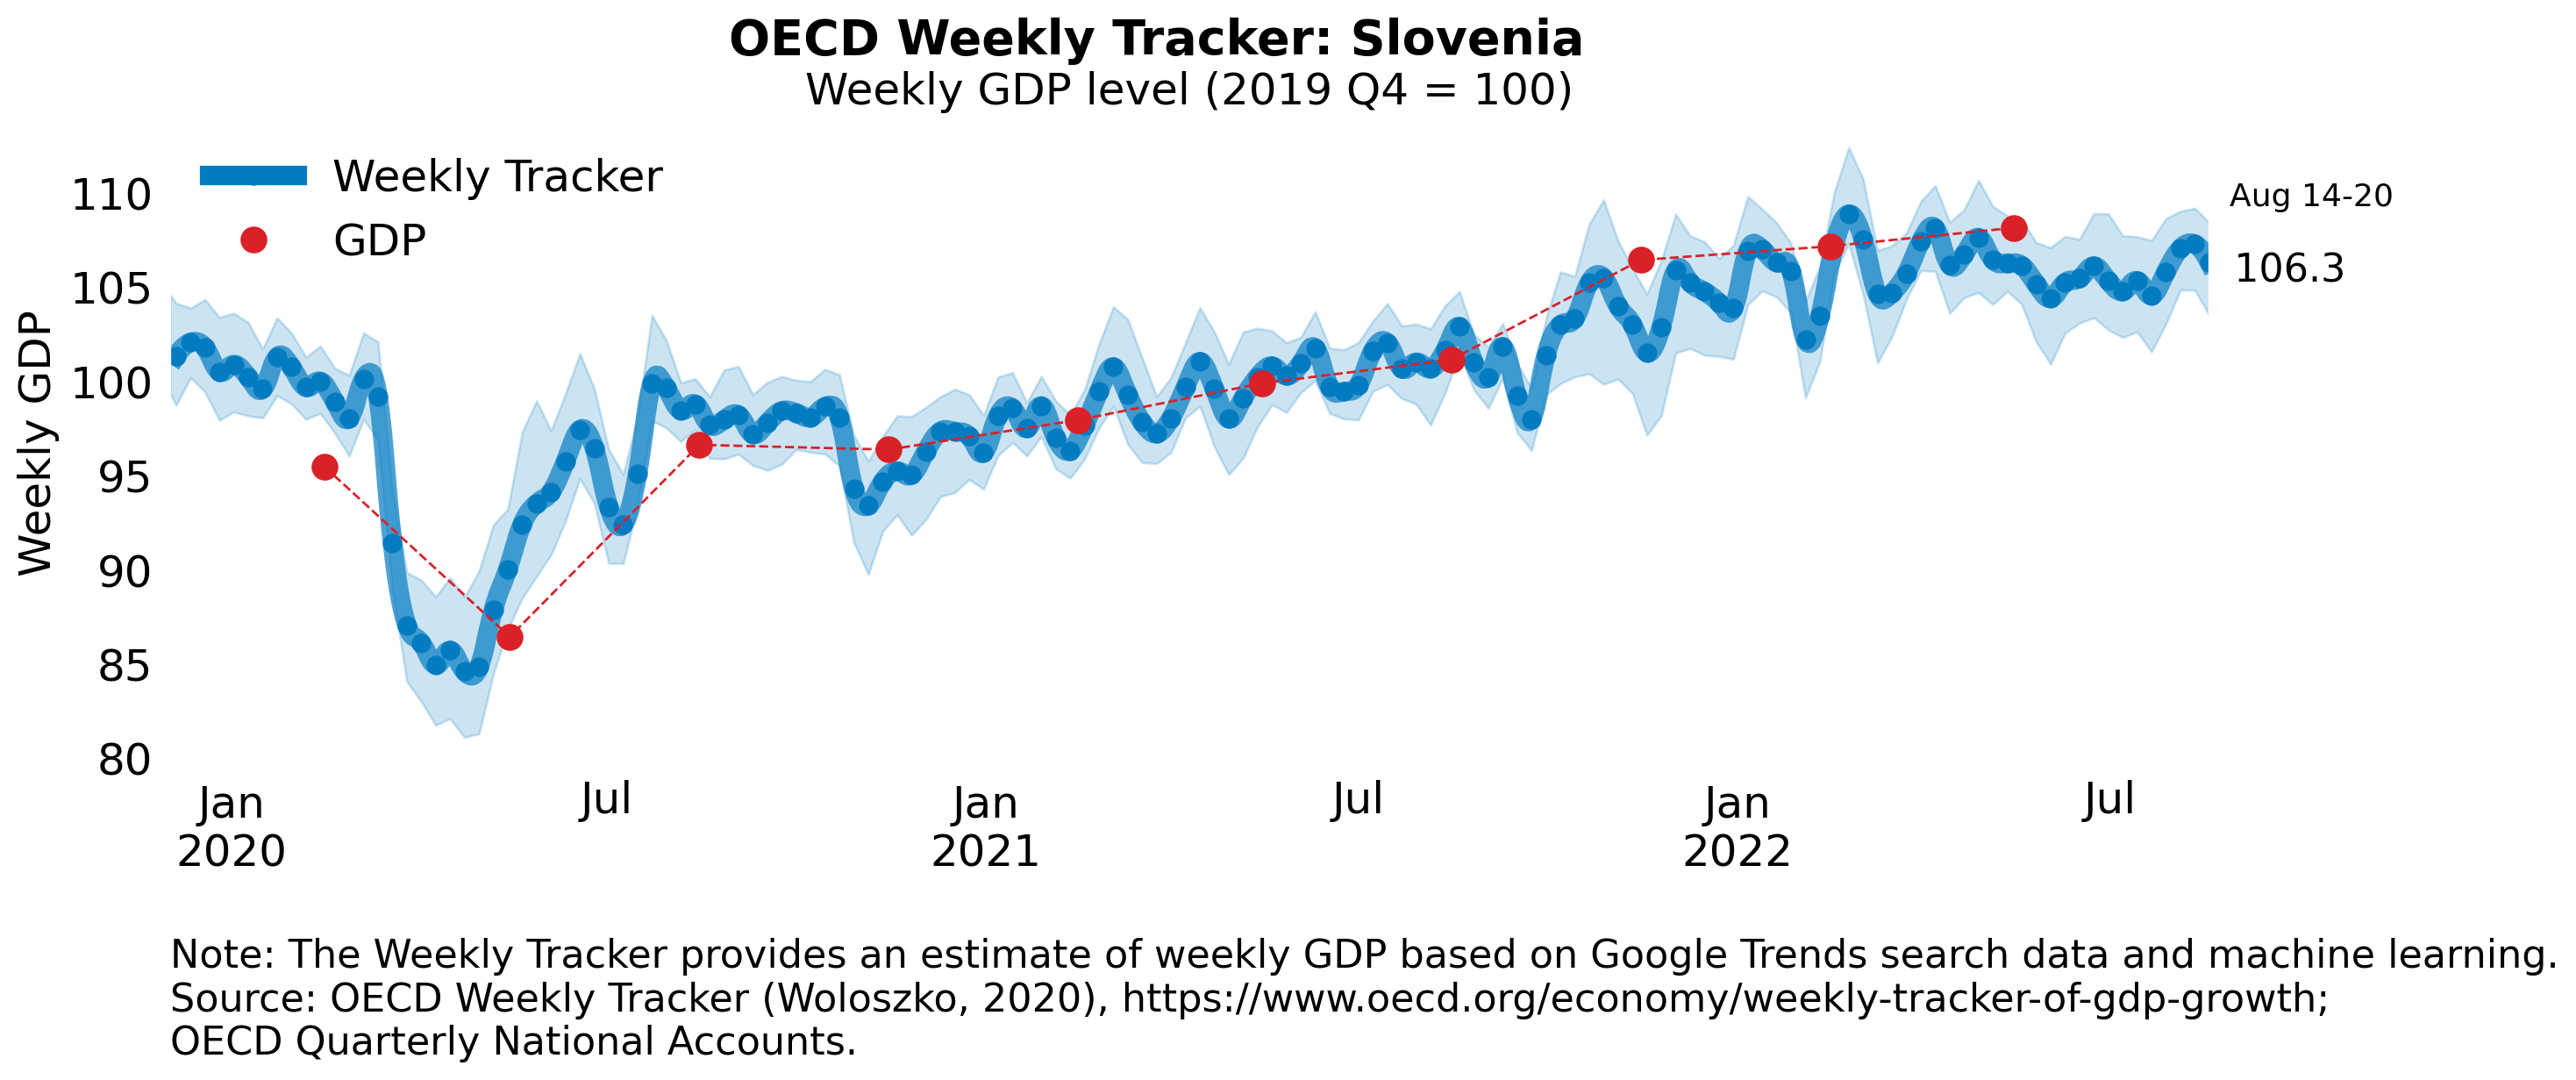 OECD Weekly Tracker: Slovenia
Weekly GDP level (2019 Q4 = 100)
Weekly Tracker
GDP
Weekly GDP
110
105
100
95
90
85
80
Aug 14-20
106.3
Jan
2020
Jul
Jan
2021
Jul
Jan
2022
Jul
Note: The Weekly Tracker provides an estimate of weekly GDP based on Google Trends search data and machine learning.
Source: OECD Weekly Tracker (Woloszko, 2020), https://www.oecd.org/economy/weekly-tracker-of-gdp-growth;
OECD Quarterly National Accounts.